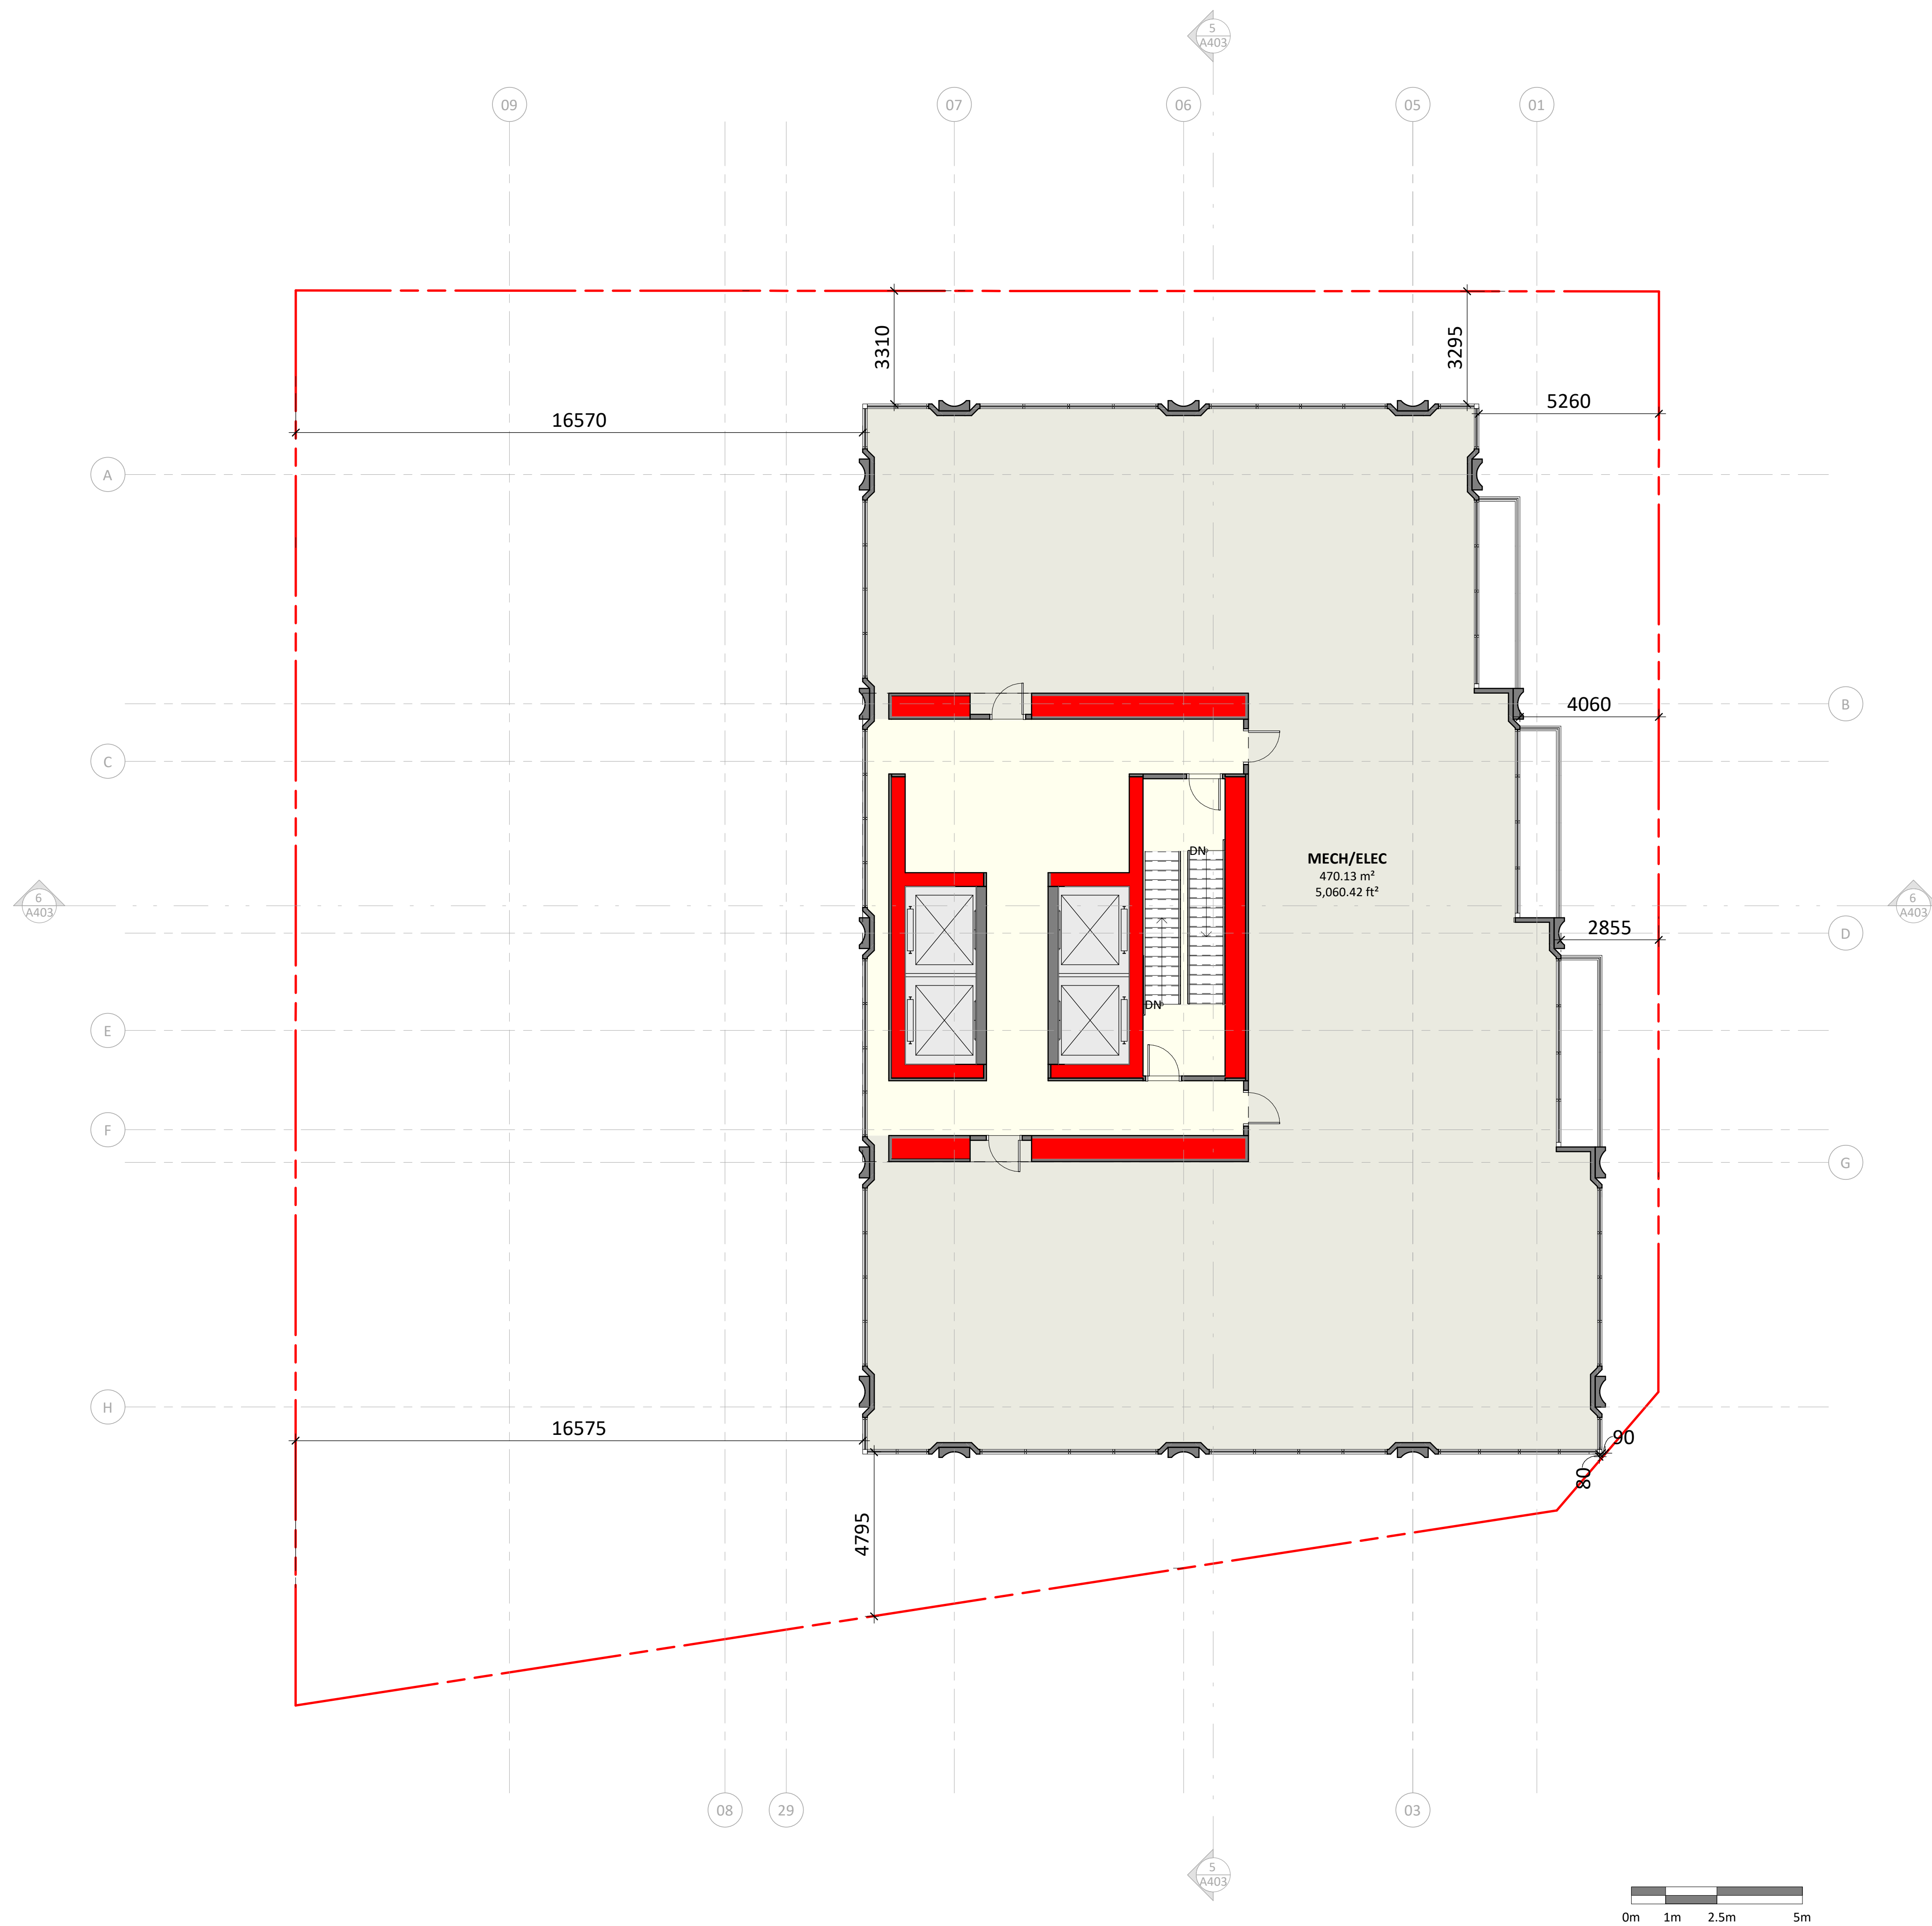 5
A403
09
07
06
05
01
3310
3295
5260
16570
A
B
4060
C
DN
MECH/ELEC
470.13 m²
5,060.42 ft²
6
A403
6
A403
2855
D
DN
E
F
G
H
16575
90
80
4795
08
29
03
5
A403
0m
1m
2.5m
5m